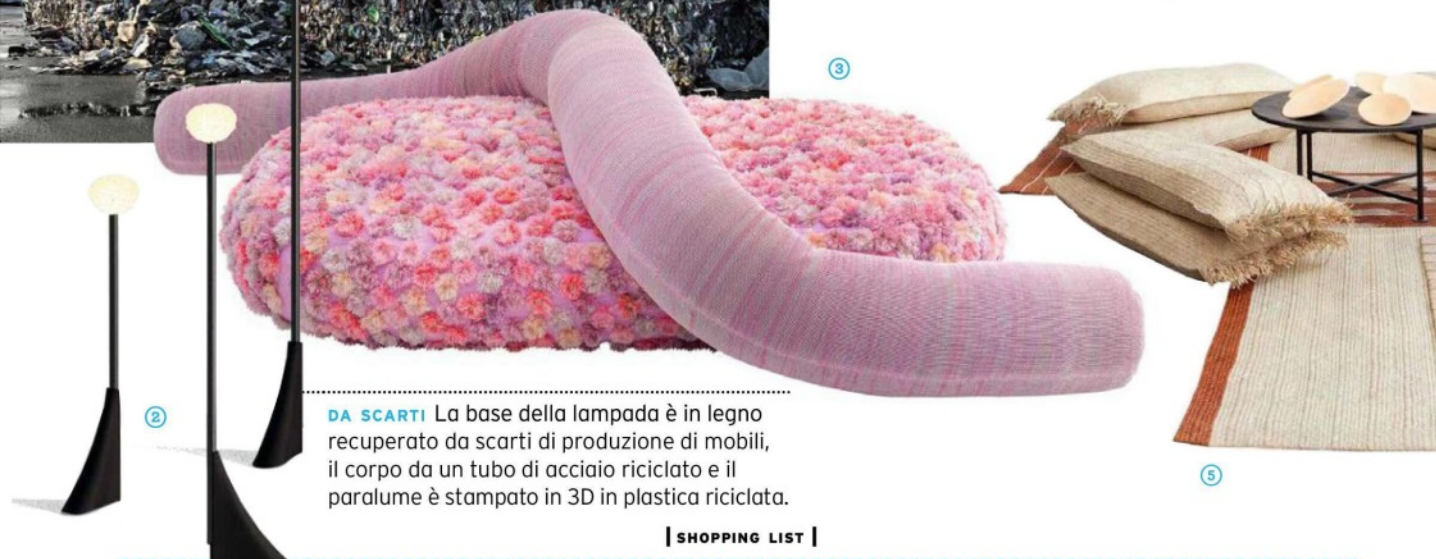 3
2
DA SCARTI La base della lampada è in legno
recuperato da scarti di produzione di mobili,
il corpo da un tubo di acciaio riciclato e il
paralume è stampato in 3D in plastica riciclata.
5
| SHOPPING LIST |